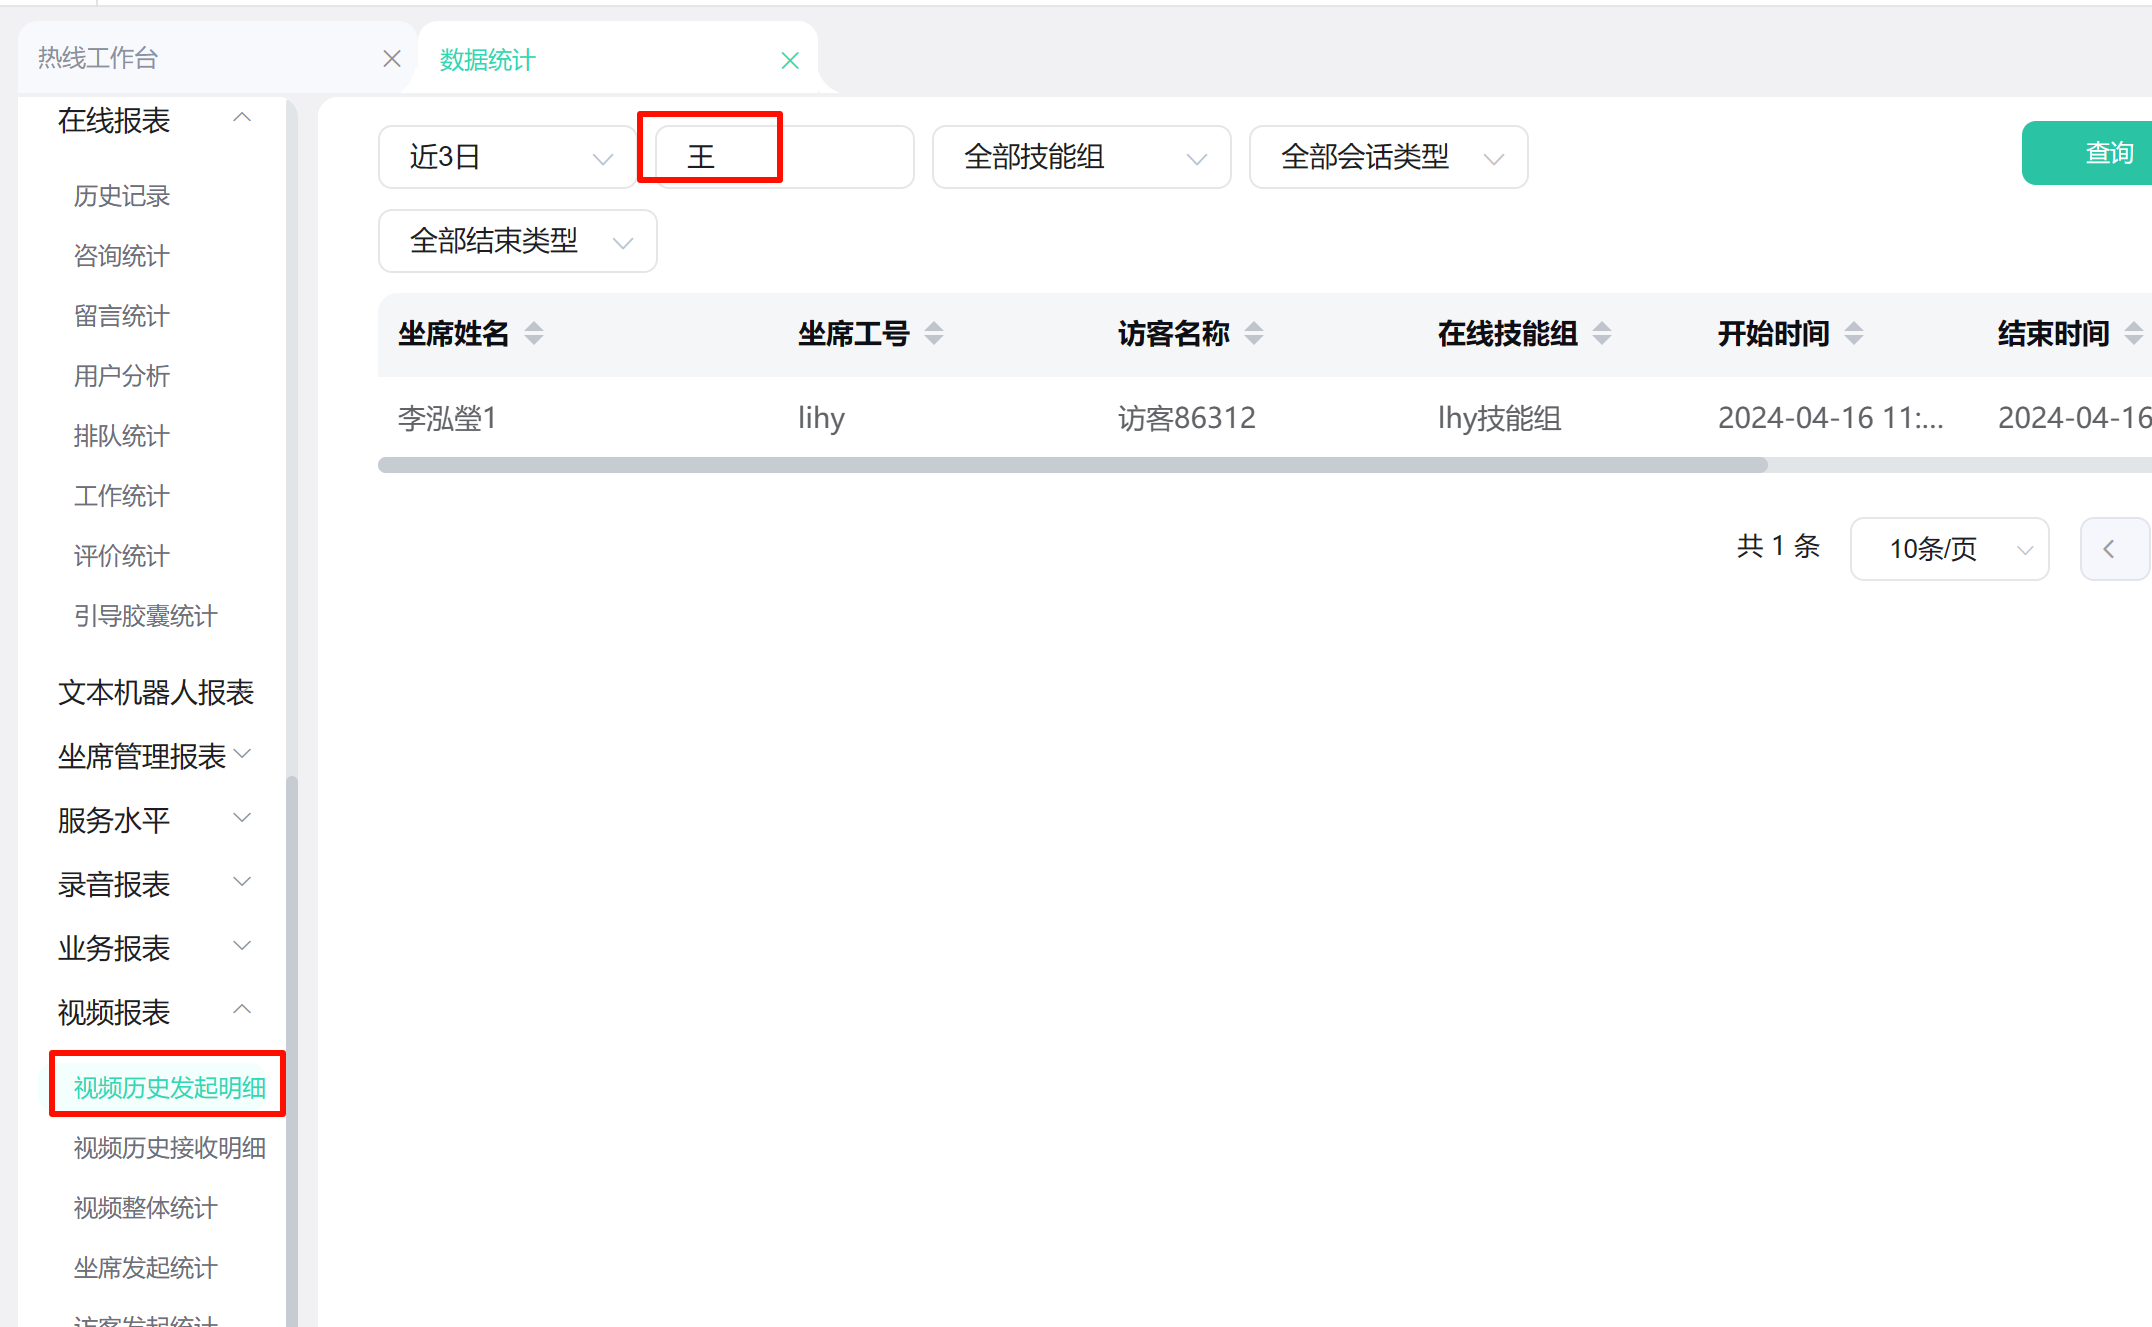 热线工作台
数据统计
在线报表
历史记录
咨询统计
留言统计
用户分析
排队统计
工作统计
评价统计
引导胶囊统计
文本机器人报表
坐席管理报表
服务水平
录音报表
业务报表
视频报表
视频历史发起明细
视频历史接收明细
视频整体统计
坐席发起统计
访客发起统计
近3日 王 全部技能组 全部会话类型 查询
全部结束类型
坐席姓名 坐席工号 访客名称 在线技能组 开始时间 结束时间
李泓瑩1 lihy 访客86312 lhy技能组 2024-04-16 11:... 2024-04-16
共 1 条 10条/页